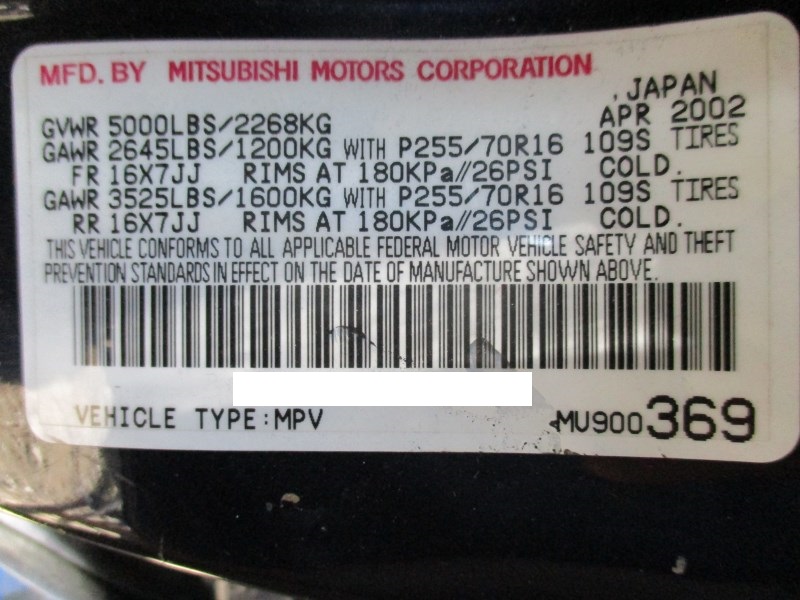 MFD. BY MITSUBISHI MOTORS CORPORATION
JAPAN
GVWR 5000LBS/2268KG APR 2002
GAWR 2645LBS/1200KG WITH P255/70R16 109S TIRES
FR 16X7JJ RIMS AT 180KPa//26PSI COLD.
GAWR 3525LBS/1600KG WITH P255/70R16 109S TIRES
RR 16X7JJ RIMS AT 180KPa//26PSI COLD.
THIS VEHICLE CONFORMS TO ALL APPLICABLE FEDERAL MOTOR VEHICLE SAFETY AND THEFT
PREVENTION STANDARDS IN EFFECT ON THE DATE OF MANUFACTURE SHOWN ABOVE.
VEHICLE TYPE:MPV MU900369